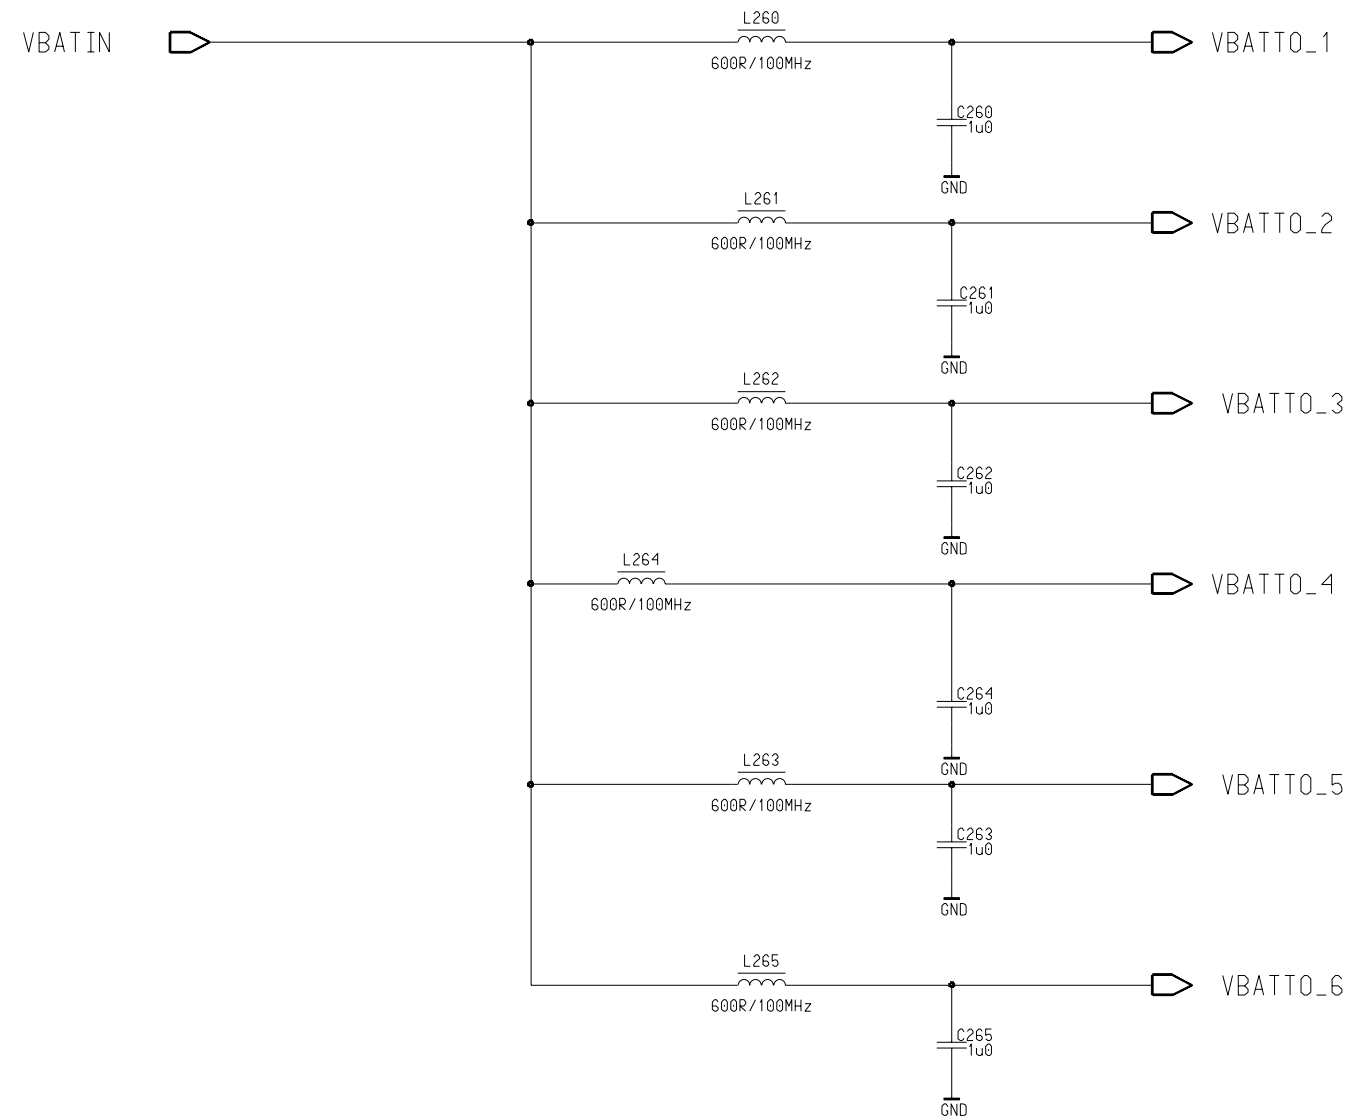 L260
VBATIN
VBATTO_1
600R/100MHz
C260
1u0
GND
L261
VBATTO_2
600R/100MHz
C261
1u0
GND
L262
VBATTO_3
600R/100MHz
C262
1u0
GND
L264
VBATTO_4
600R/100MHz
C264
1u0
GND
L263
VBATTO_5
600R/100MHz
C263
1u0
GND
L265
VBATTO_6
600R/100MHz
C265
1u0
GND